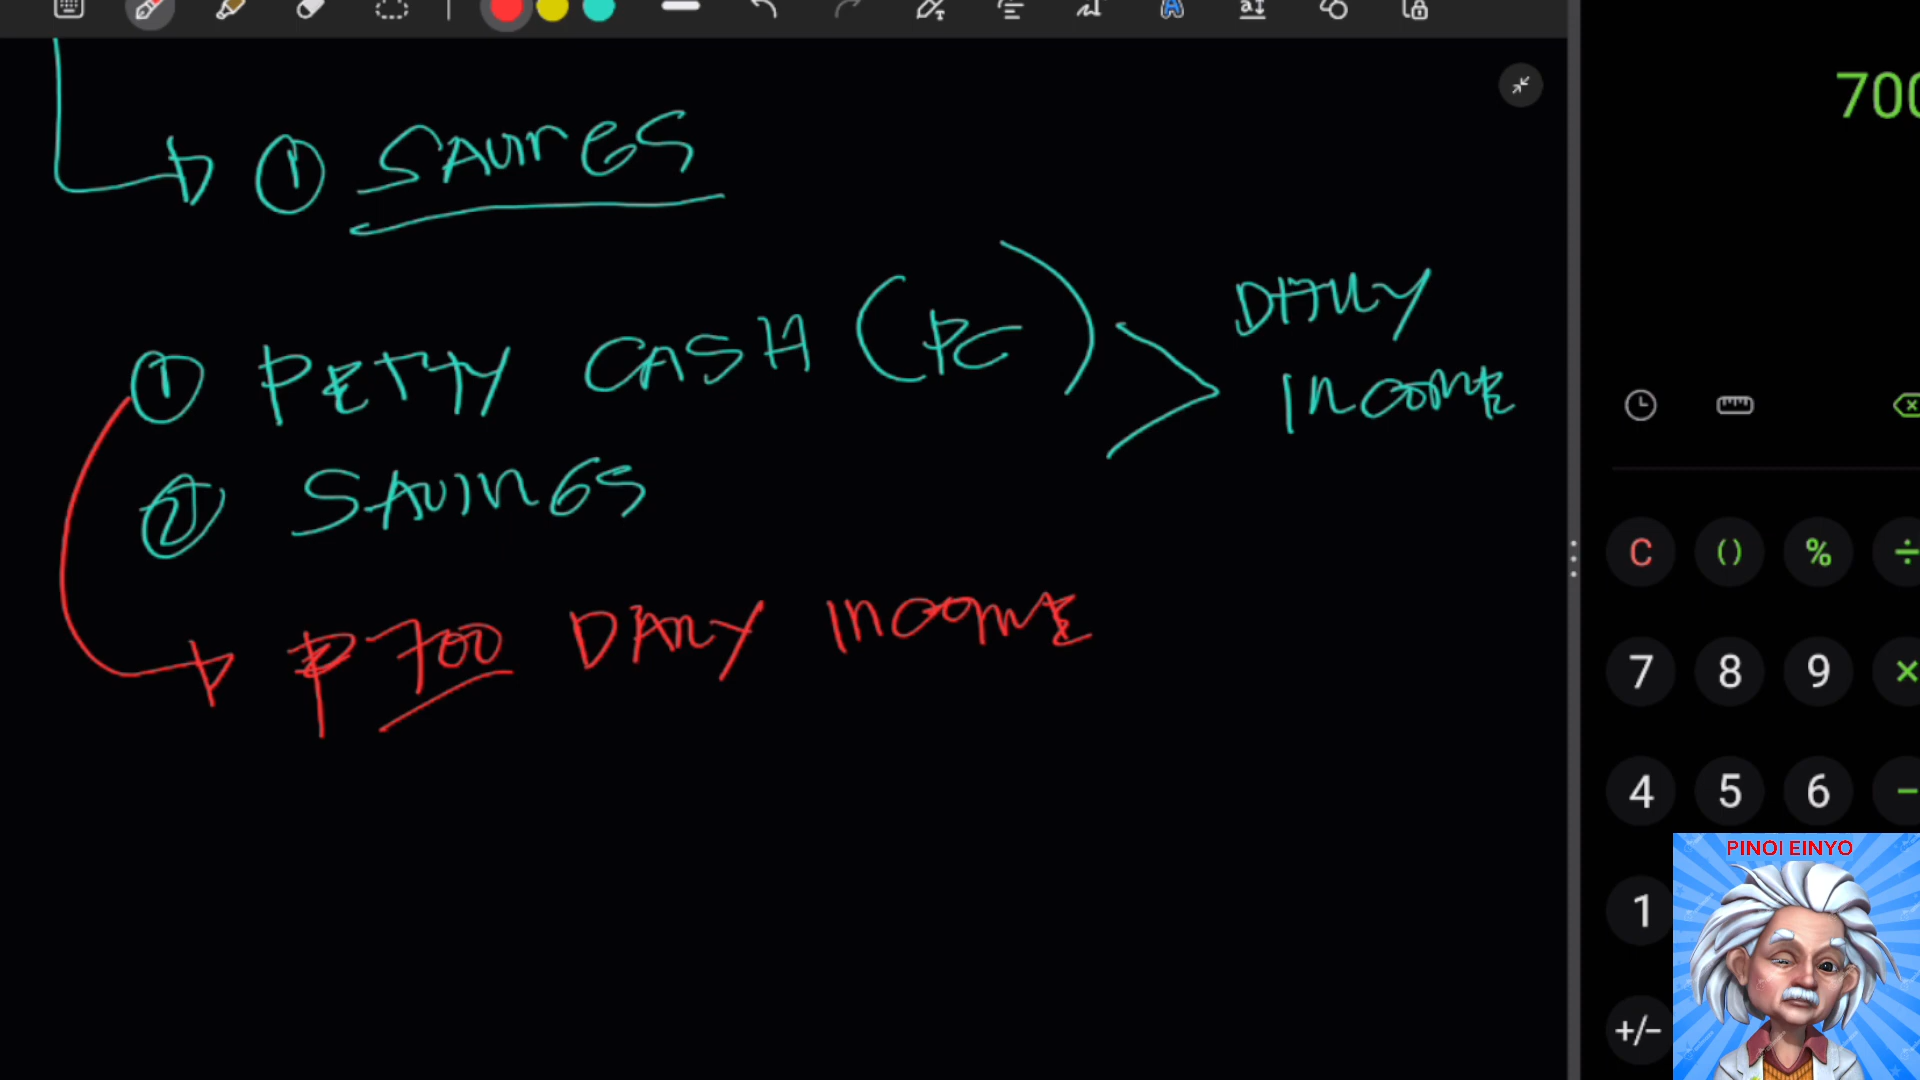 ① SAVINGS
① PETTY CASH (PC)
② SAVINGS
DAILY
INCOME
₱700 DAILY INCOME
700
C () % ÷
7 8 9 ×
4 5 6 −
1
+/−
PINOI EINYO